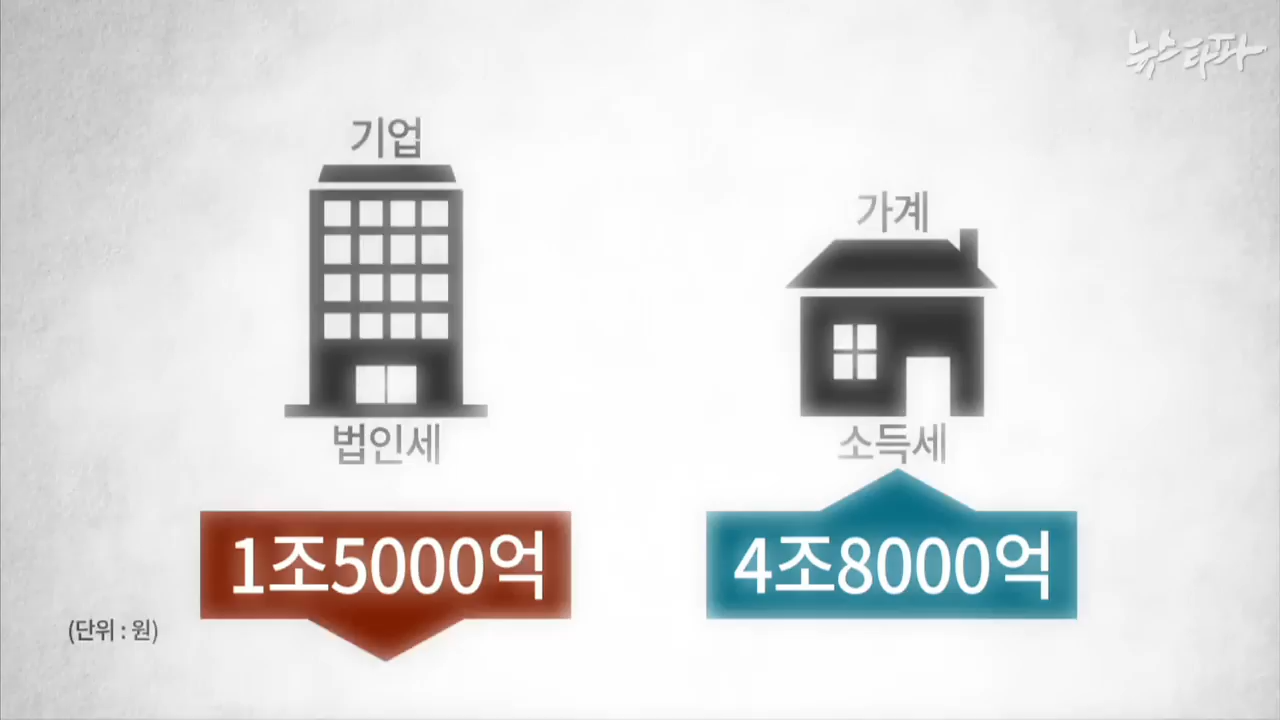 뉴스타파
기업
가계
법인세
소득세
1조5000억
4조8000억
(단위 : 원)